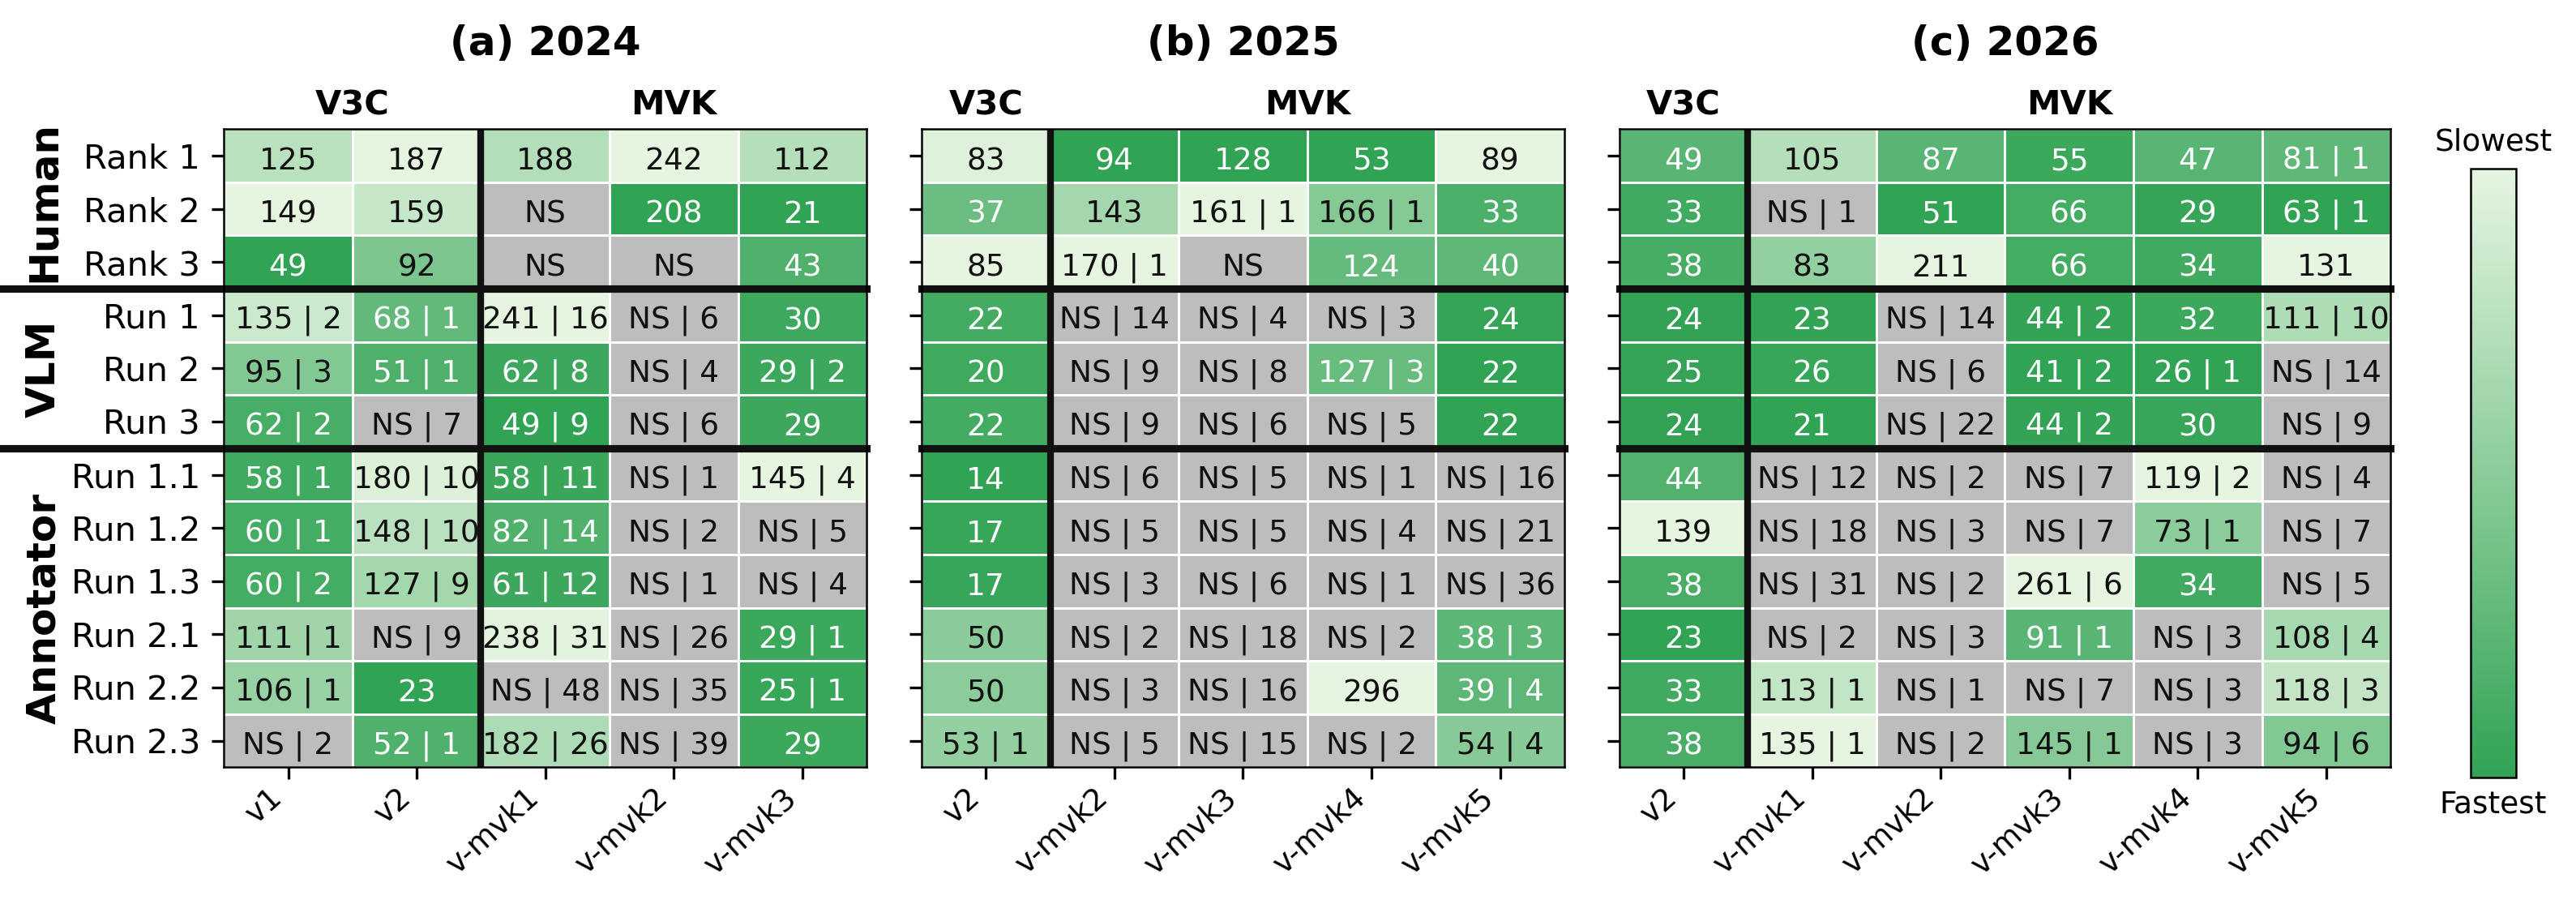 (a) 2024 (b) 2025 (c) 2026
V3C MVK V3C MVK V3C MVK
Slowest
Human
Rank 1 125 187 188 242 112 83 94 128 53 89 49 105 87 55 47 81 | 1
Rank 2 149 159 NS 208 21 37 143 161 | 1 166 | 1 33 33 NS | 1 51 66 29 63 | 1
Rank 3 49 92 NS NS 43 85 170 | 1 NS 124 40 38 83 211 66 34 131
VLM
Run 1 135 | 2 68 | 1 241 | 16 NS | 6 30 22 NS | 14 NS | 4 NS | 3 24 24 23 NS | 14 44 | 2 32 111 | 10
Run 2 95 | 3 51 | 1 62 | 8 NS | 4 29 | 2 20 NS | 9 NS | 8 127 | 3 22 25 26 NS | 6 41 | 2 26 | 1 NS | 14
Run 3 62 | 2 NS | 7 49 | 9 NS | 6 29 22 NS | 9 NS | 6 NS | 5 22 24 21 NS | 22 44 | 2 30 NS | 9
Annotator
Run 1.1 58 | 1 180 | 10 58 | 11 NS | 1 145 | 4 14 NS | 6 NS | 5 NS | 1 NS | 16 44 NS | 12 NS | 2 NS | 7 119 | 2 NS | 4
Run 1.2 60 | 1 148 | 10 82 | 14 NS | 2 NS | 5 17 NS | 5 NS | 5 NS | 4 NS | 21 139 NS | 18 NS | 3 NS | 7 73 | 1 NS | 7
Run 1.3 60 | 2 127 | 9 61 | 12 NS | 1 NS | 4 17 NS | 3 NS | 6 NS | 1 NS | 36 38 NS | 31 NS | 2 261 | 6 34 NS | 5
Run 2.1 111 | 1 NS | 9 238 | 31 NS | 26 29 | 1 50 NS | 2 NS | 18 NS | 2 38 | 3 23 NS | 2 NS | 3 91 | 1 NS | 3 108 | 4
Run 2.2 106 | 1 23 NS | 48 NS | 35 25 | 1 50 NS | 3 NS | 16 296 39 | 4 33 113 | 1 NS | 1 NS | 7 NS | 3 118 | 3
Run 2.3 NS | 2 52 | 1 182 | 26 NS | 39 29 53 | 1 NS | 5 NS | 15 NS | 2 54 | 4 38 135 | 1 NS | 2 145 | 1 NS | 3 94 | 6
Fastest
v1 v2 v-mvk1 v-mvk2 v-mvk3 v2 v-mvk2 v-mvk3 v-mvk4 v-mvk5 v2 v-mvk1 v-mvk2 v-mvk3 v-mvk4 v-mvk5